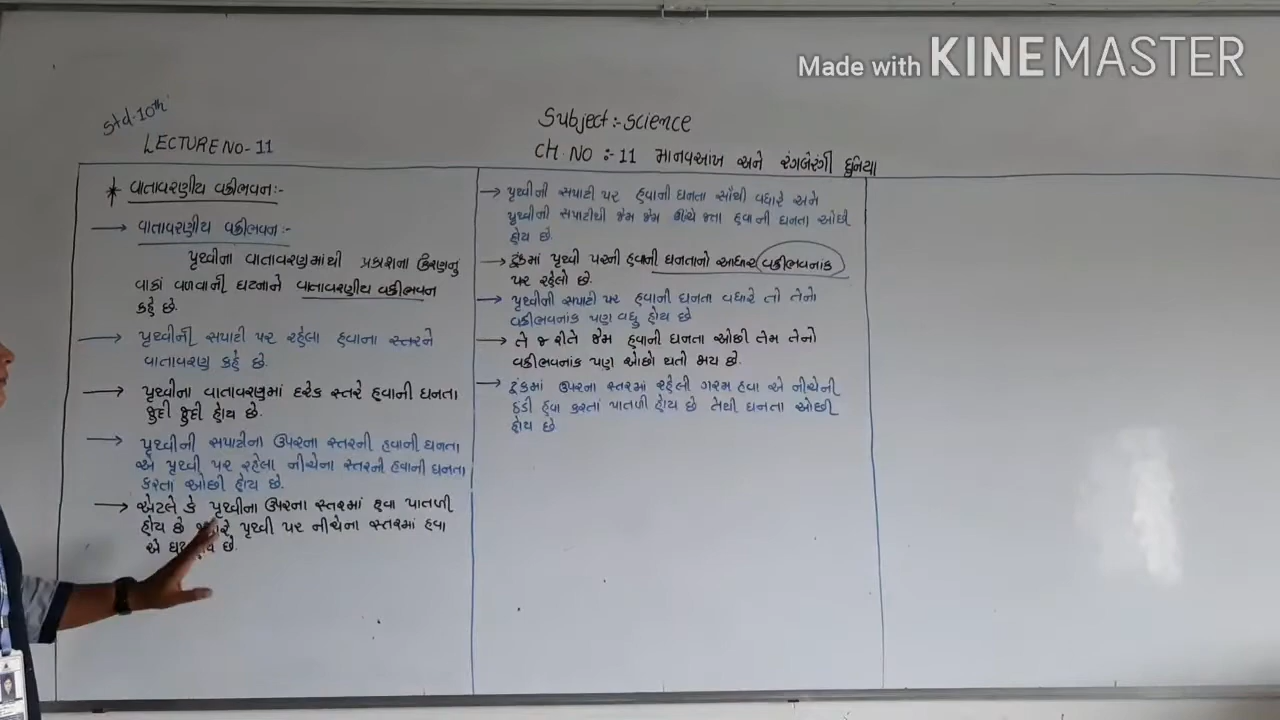 Made with KINEMASTER
Std-10th
LECTURE NO-11
Subject:-science
CH. NO :- 11 માનવઆંખ અને રંગબેરંગી દુનિયા
* વાતાવરણીય વક્રીભવન:-
→ વાતાવરણીય વક્રીભવન:-
પૃથ્વીના વાતાવરણમાંથી પ્રકાશના કિરણનું
વાકાં વળવાની ઘટનાને વાતાવરણીય વક્રીભવન
કહે છે.
→ પૃથ્વીની સપાટી પર રહેલા હવાના સ્તરને
વાતાવરણ કહે છે.
→ પૃથ્વીના વાતાવરણમાં દરેક સ્તરે હવાની ઘનતા
જુદી જુદી હોય છે.
→ પૃથ્વીની સપાટીના ઉપરના સ્તરની હવાની ઘનતા
એ પૃથ્વી પર રહેલા નીચેના સ્તરની હવાની ઘનતા
કરતા ઓછી હોય છે.
→ એટલે કે પૃથ્વીના ઉપરના સ્તરમાં હવા પાતળી
હોય છે પૃથ્વી પર નીચેના સ્તરમાં હવા
એ છે.
→ પૃથ્વીની સપાટી પર હવાની ઘનતા સૌથી વધારે અને
પૃથ્વીની સપાટીથી જેમ જેમ ઊંચે જતા હવાની ઘનતા ઓછી
હોય છે.
→ ટૂંકમાં પૃથ્વી પરની હવાની ઘનતાનો આધાર વક્રીભવનાંક
પર રહેલો છે.
→ પૃથ્વીની સપાટી પર હવાની ઘનતા વધારે તો તેનો
વક્રીભવનાંક પણ વધુ હોય છે
→ તે જ રીતે જેમ હવાની ઘનતા ઓછી તેમ તેનો
વક્રીભવનાંક પણ ઓછો થતો જાય છે.
→ ટૂંકમાં ઉપરના સ્તરમાં રહેલી ગરમ હવા એ નીચેની
ઠંડી હવા કરતાં પાતળી હોય છે તેથી ઘનતા ઓછી
હોય છે